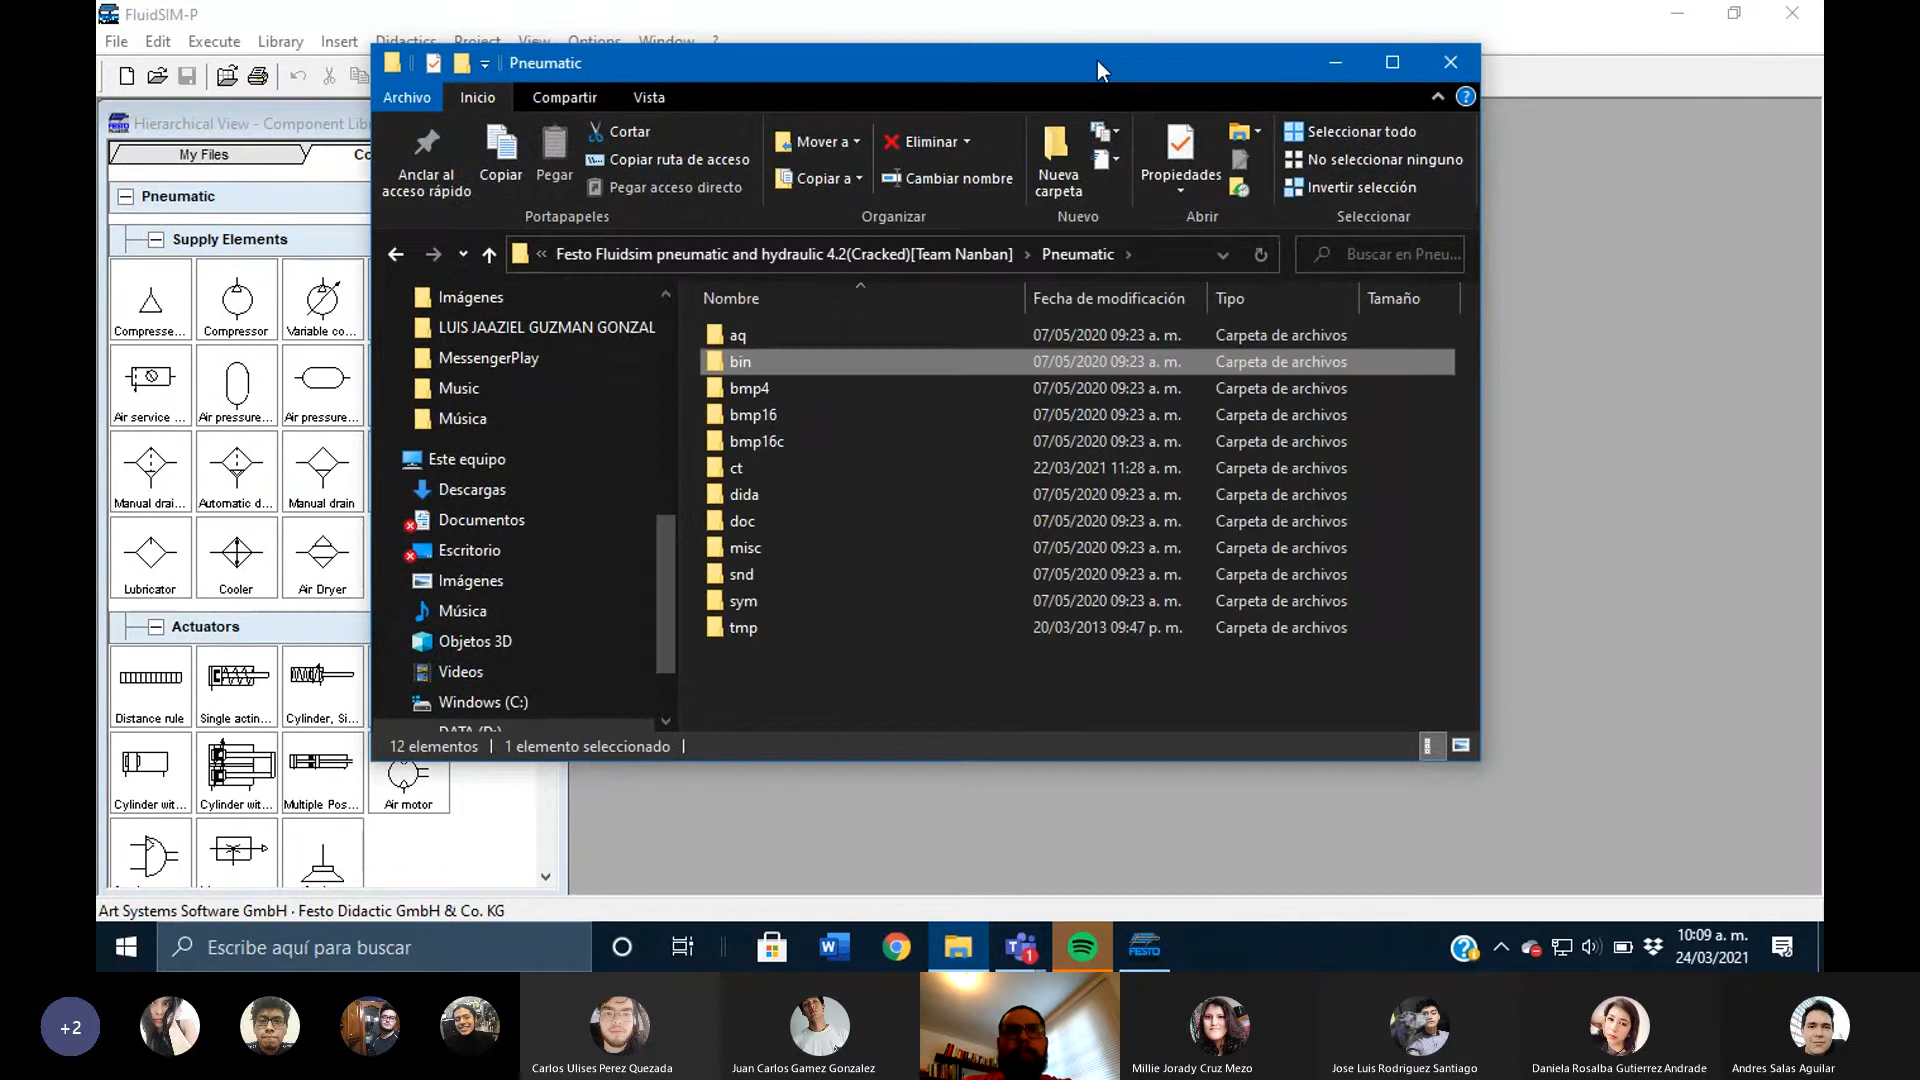 FluidSIM-P
File Edit Execute Library Insert Didactics Project View Options Window ?
Pneumatic
Archivo Inicio Compartir Vista
Hierarchical View - Component Lib
My Files Co
Anclar al
acceso rápido
Copiar
Pegar
Cortar
Copiar ruta de acceso
Pegar acceso directo
Portapapeles
Mover a
Copiar a
Eliminar
Cambiar nombre
Organizar
Nueva
carpeta
Nuevo
Propiedades
Abrir
Seleccionar todo
No seleccionar ninguno
Invertir selección
Seleccionar
« Festo Fluidsim pneumatic and hydraulic 4.2(Cracked)[Team Nanban] › Pneumatic ›
Buscar en Pneu...
Imágenes
LUIS JAAZIEL GUZMAN GONZAL
MessengerPlay
Music
Música
Este equipo
Descargas
Documentos
Escritorio
Imágenes
Música
Objetos 3D
Videos
Windows (C:)
DATA (D:)
Nombre Fecha de modificación Tipo Tamaño
aq 07/05/2020 09:23 a. m. Carpeta de archivos
bin 07/05/2020 09:23 a. m. Carpeta de archivos
bmp4 07/05/2020 09:23 a. m. Carpeta de archivos
bmp16 07/05/2020 09:23 a. m. Carpeta de archivos
bmp16c 07/05/2020 09:23 a. m. Carpeta de archivos
ct 22/03/2021 11:28 a. m. Carpeta de archivos
dida 07/05/2020 09:23 a. m. Carpeta de archivos
doc 07/05/2020 09:23 a. m. Carpeta de archivos
misc 07/05/2020 09:23 a. m. Carpeta de archivos
snd 07/05/2020 09:23 a. m. Carpeta de archivos
sym 07/05/2020 09:23 a. m. Carpeta de archivos
tmp 20/03/2013 09:47 p. m. Carpeta de archivos
12 elementos 1 elemento seleccionado
Pneumatic
Supply Elements
Compresse... Compressor Variable co...
Air service ... Air pressure... Air pressure...
Manual drai... Automatic d... Manual drain
Lubricator Cooler Air Dryer
Actuators
Distance rule Single actin... Cylinder, Si...
Cylinder wit... Cylinder wit... Multiple Pos... Air motor
Art Systems Software GmbH · Festo Didactic GmbH & Co. KG
Escribe aquí para buscar
1
FESTO
10:09 a. m.
24/03/2021
+2
Carlos Ulises Perez Quezada
Juan Carlos Gamez Gonzalez
Millie Jorady Cruz Mezo
Jose Luis Rodriguez Santiago
Daniela Rosalba Gutierrez Andrade
Andres Salas Aguilar